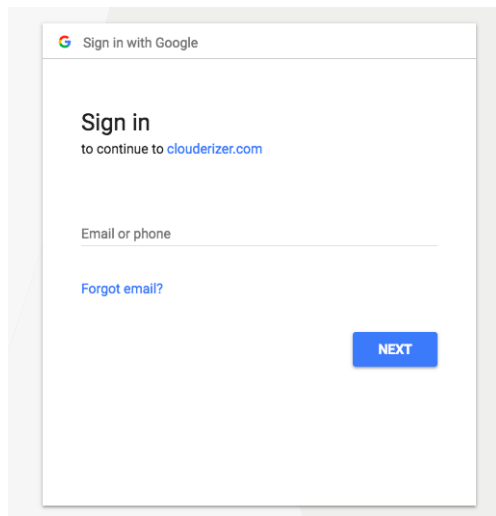 Sign in with Google
Sign in
to continue to clouderizer.com
Email or phone
Forgot email?
NEXT